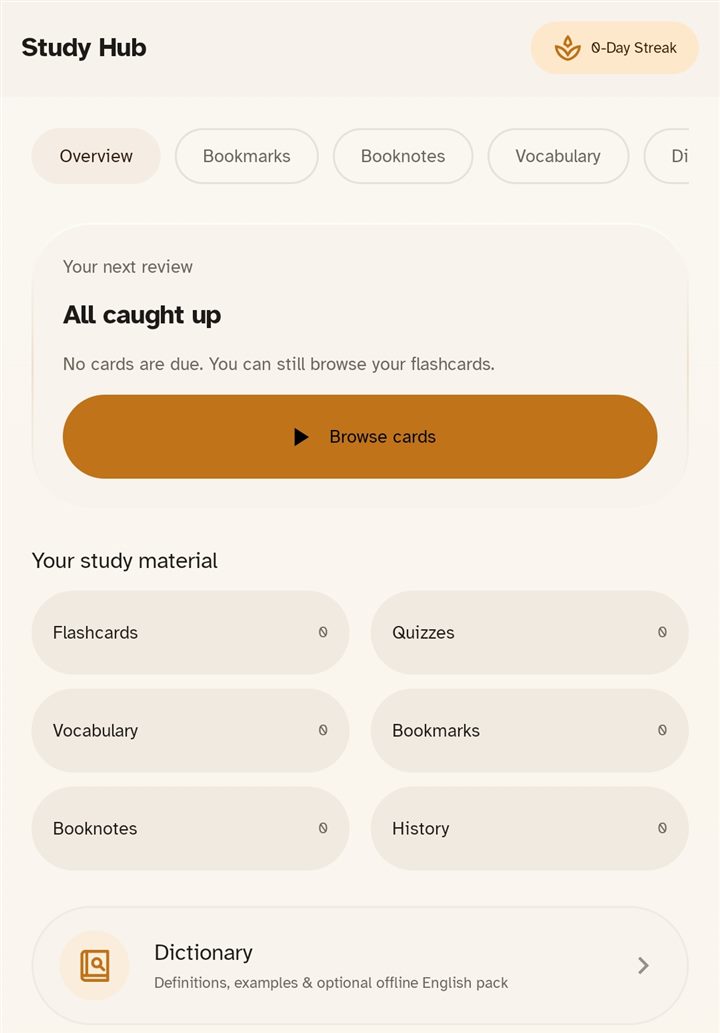 Study Hub
0-Day Streak
Overview
Bookmarks
Booknotes
Vocabulary
Di
Your next review
All caught up
No cards are due. You can still browse your flashcards.
Browse cards
Your study material
Flashcards 0
Quizzes 0
Vocabulary 0
Bookmarks 0
Booknotes 0
History 0
Dictionary
Definitions, examples & optional offline English pack